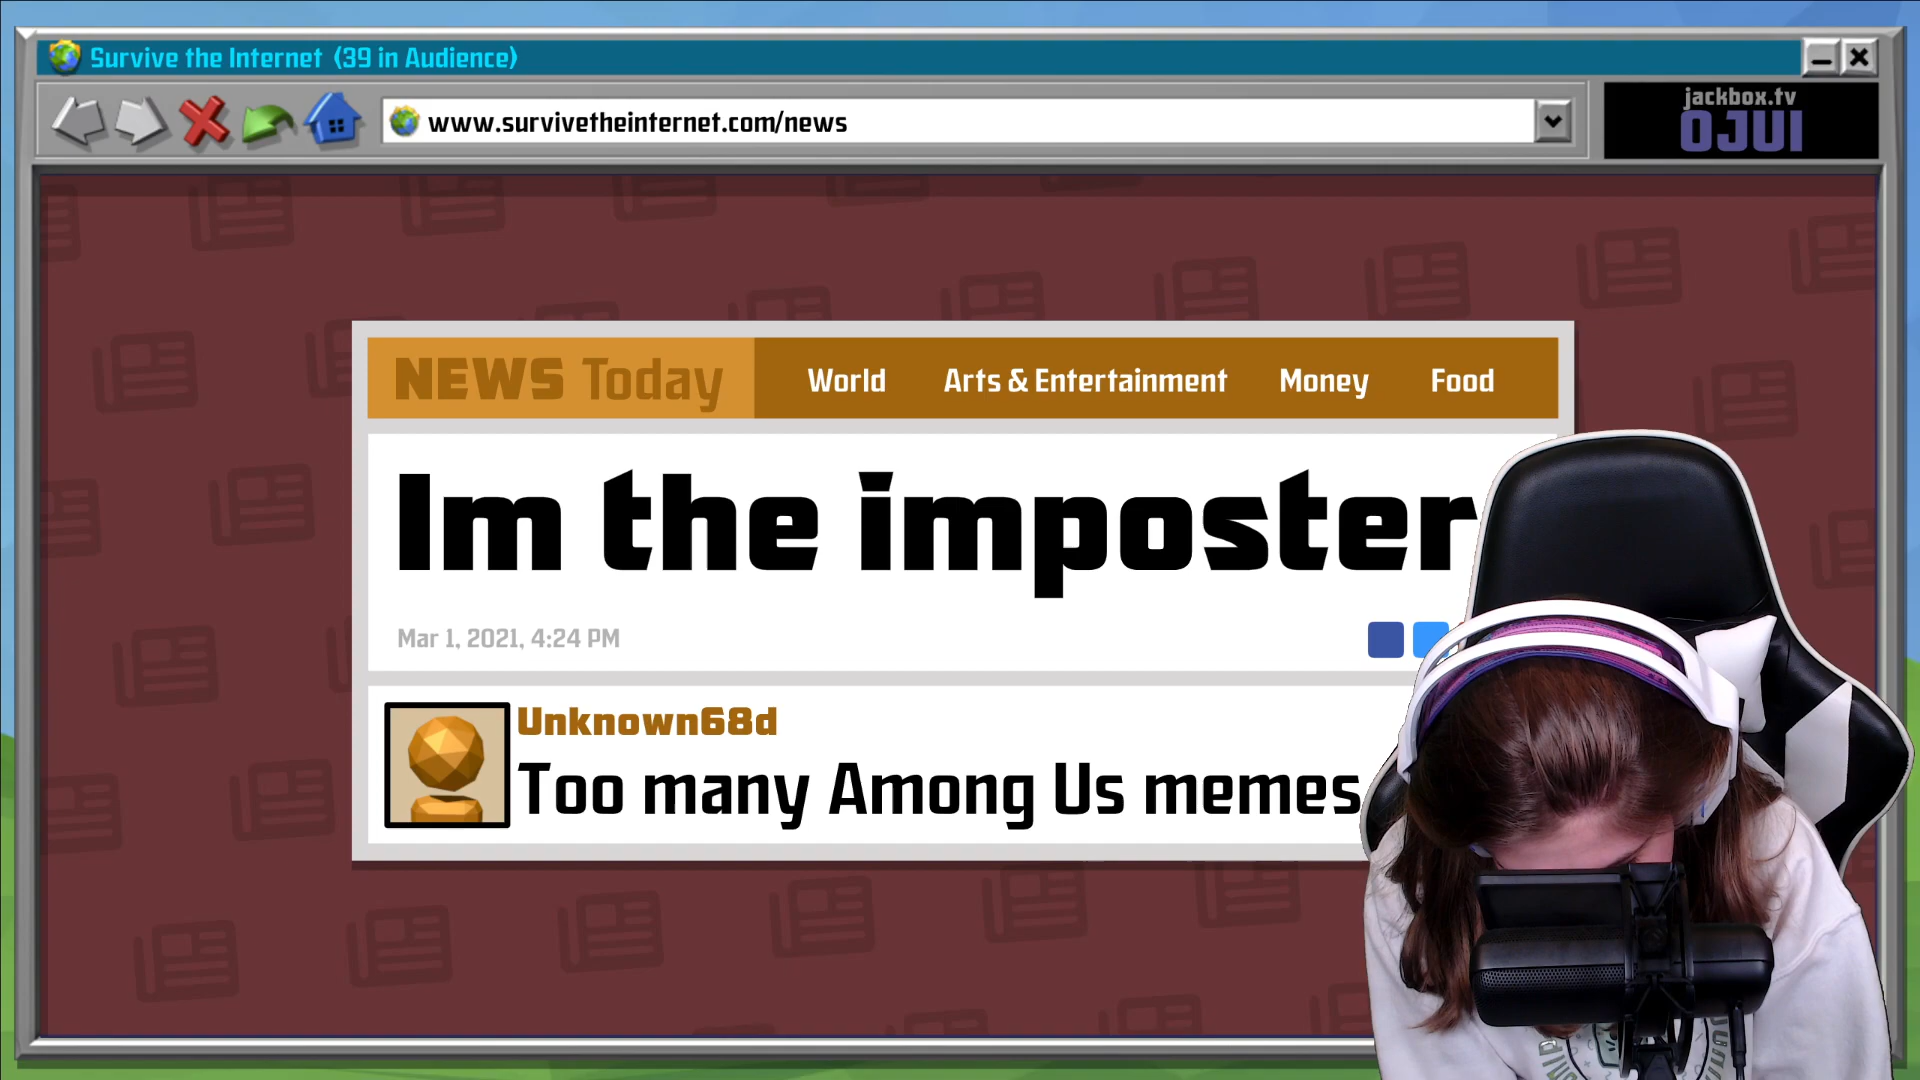 Survive the Internet (39 in Audience)
www.survivetheinternet.com/news
jackbox.tv
OJUI
NEWS Today
World
Arts & Entertainment
Money
Food
Im the imposter
Mar 1, 2021, 4:24 PM
Unknown68d
Too many Among Us memes